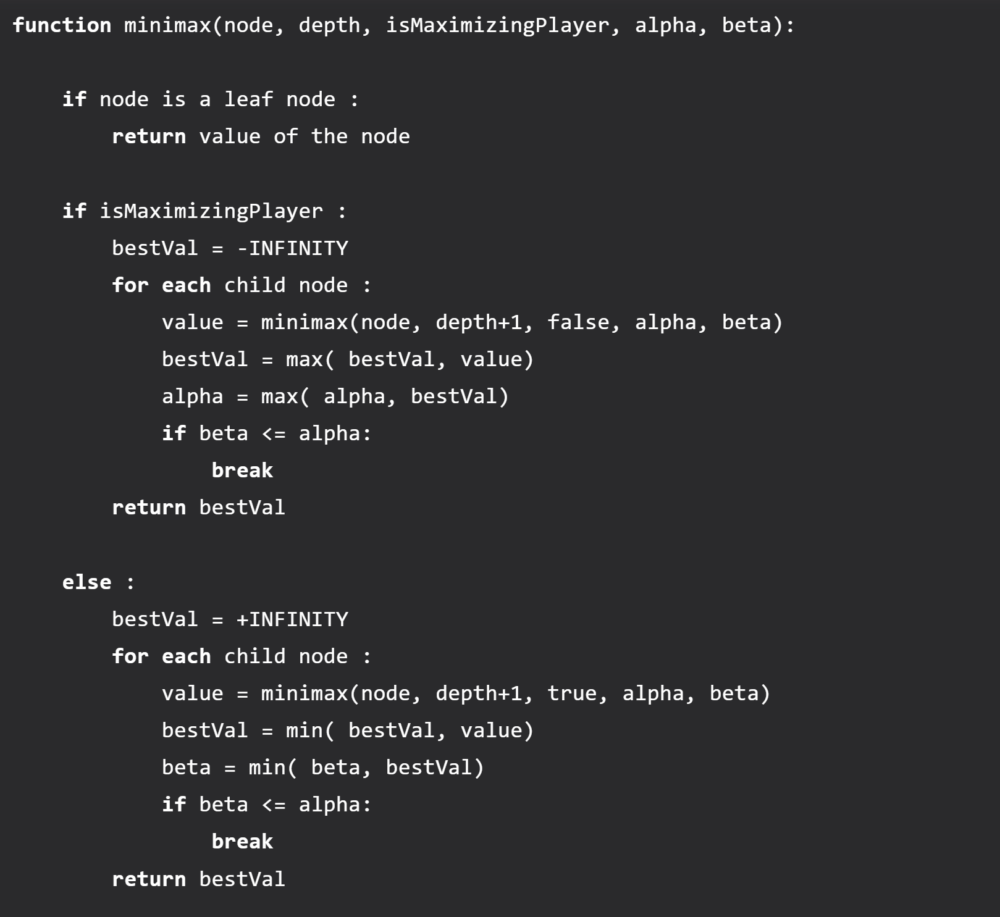 function minimax(node, depth, isMaximizingPlayer, alpha, beta):
if node is a leaf node :
return value of the node
if isMaximizingPlayer :
bestVal = -INFINITY
for each child node :
value = minimax(node, depth+1, false, alpha, beta)
bestVal = max( bestVal, value)
alpha = max( alpha, bestVal)
if beta <= alpha:
break
return bestVal
else :
bestVal = +INFINITY
for each child node :
value = minimax(node, depth+1, true, alpha, beta)
bestVal = min( bestVal, value)
beta = min( beta, bestVal)
if beta <= alpha:
break
return bestVal